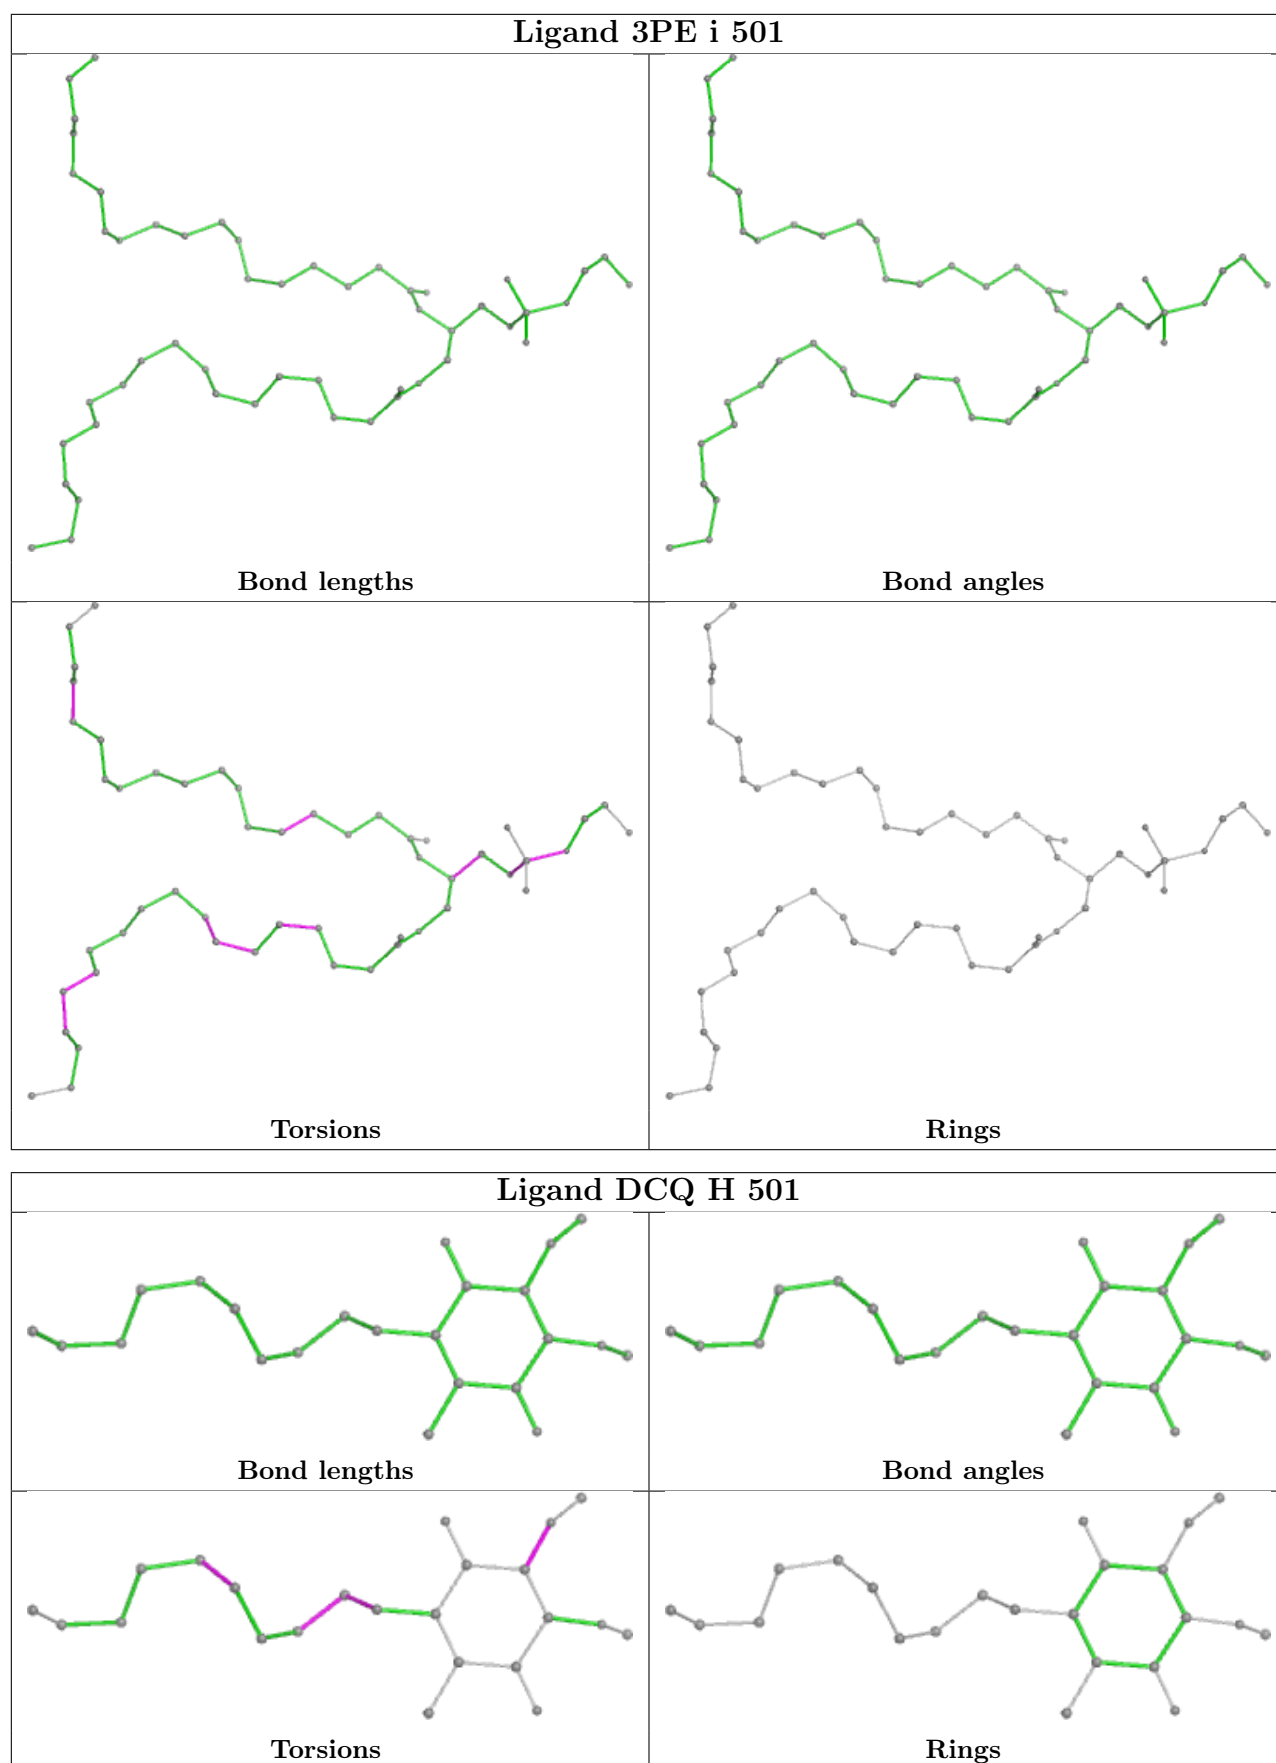 Ligand 3PE i 501
Bond lengths
Bond angles
Torsions
Rings
Ligand DCQ H 501
Bond lengths
Bond angles
Torsions
Rings